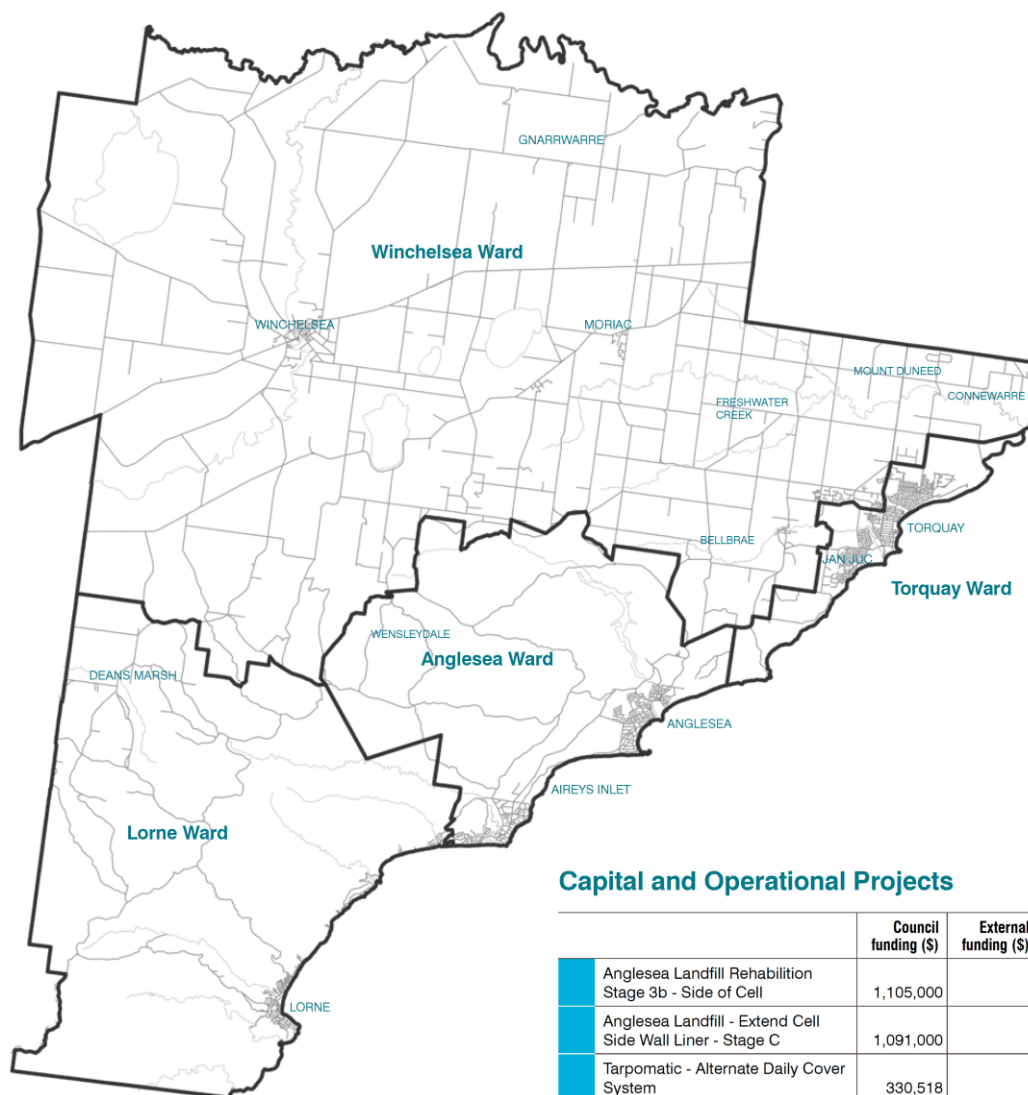 GNARRWARRE
Winchelsea Ward
WINCHELSEA
MORIAC
MOUNT DUNEED
CONNEWARRE
FRESHWATER
CREEK
TORQUAY
BELLBRAE
JAN JUC
Torquay Ward
WENSLEYDALE
Anglesea Ward
DEANS MARSH
ANGLESEA
AIREYS INLET
Lorne Ward
LORNE
Capital and Operational Projects
Council
funding ($)
External
funding ($)
Anglesea Landfill Rehabilition
Stage 3b - Side of Cell
1,105,000
Anglesea Landfill - Extend Cell
Side Wall Liner - Stage C
1,091,000
Tarpomatic - Alternate Daily Cover
System
330,518